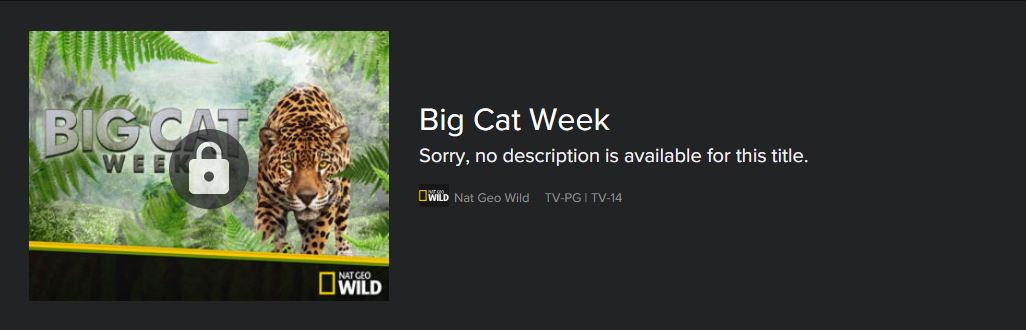 BIG CAT
WEEK
NAT GEO
WILD
Big Cat Week
Sorry, no description is available for this title.
NAT GEO
WILD Nat Geo Wild TV-PG | TV-14